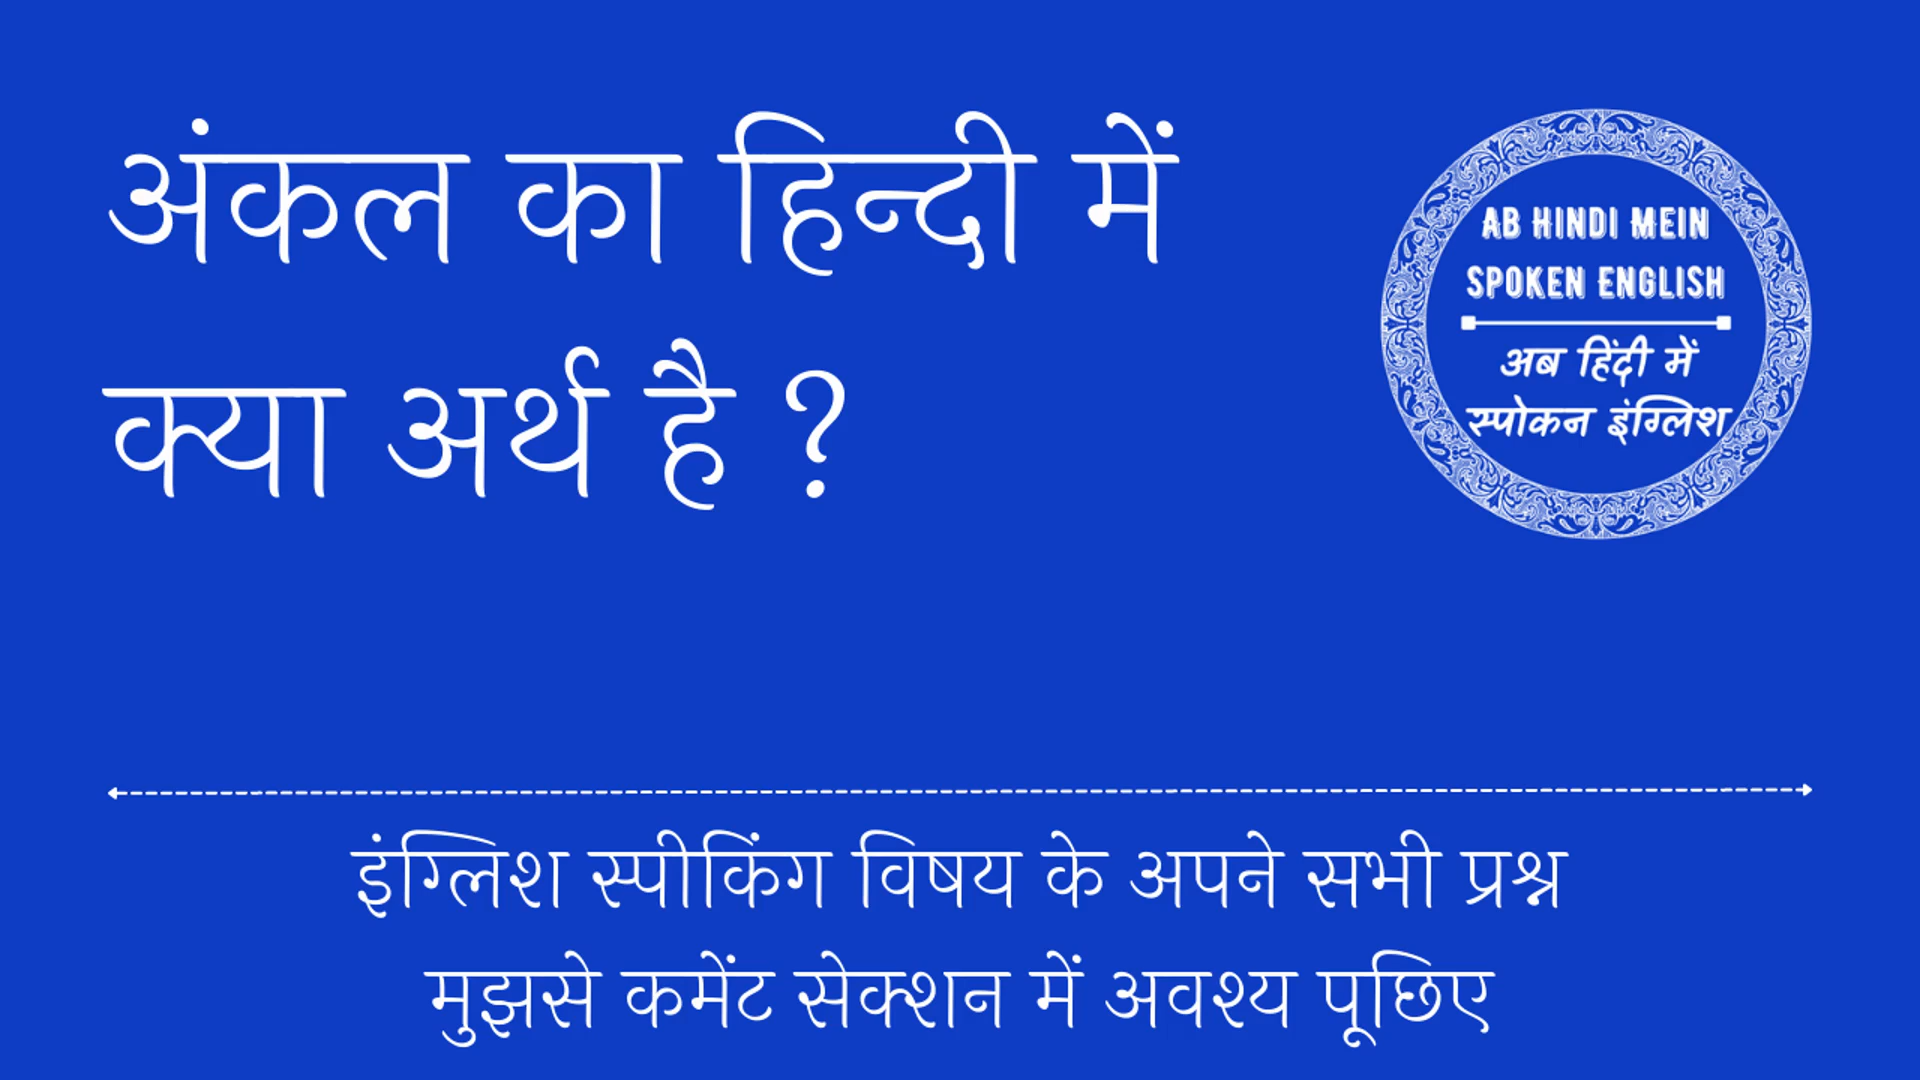 अंकल का हिन्दी में
क्या अर्थ है ?
AB HINDI MEIN
SPOKEN ENGLISH
अब हिंदी में
स्पोकन इंग्लिश
इंग्लिश स्पीकिंग विषय के अपने सभी प्रश्न
मुझसे कमेंट सेक्शन में अवश्य पूछिए